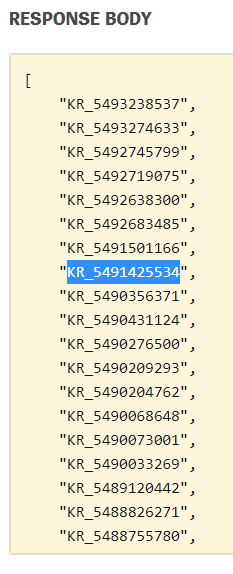 RESPONSE BODY
[
"KR_5493238537",
"KR_5493274633",
"KR_5492745799",
"KR_5492719075",
"KR_5492638300",
"KR_5492683485",
"KR_5491501166",
"KR_5491425534",
"KR_5490356371",
"KR_5490431124",
"KR_5490276500",
"KR_5490209293",
"KR_5490204762",
"KR_5490068648",
"KR_5490073001",
"KR_5490033269",
"KR_5489120442",
"KR_5488826271",
"KR_5488755780",